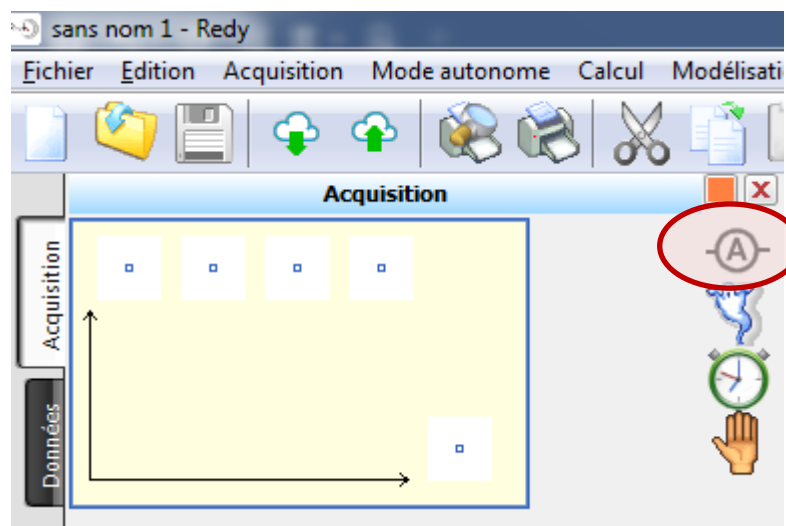 sans nom 1 - Redy
Fichier Edition Acquisition Mode autonome Calcul Modélisati
Acquisition
A
Acquisition
Données